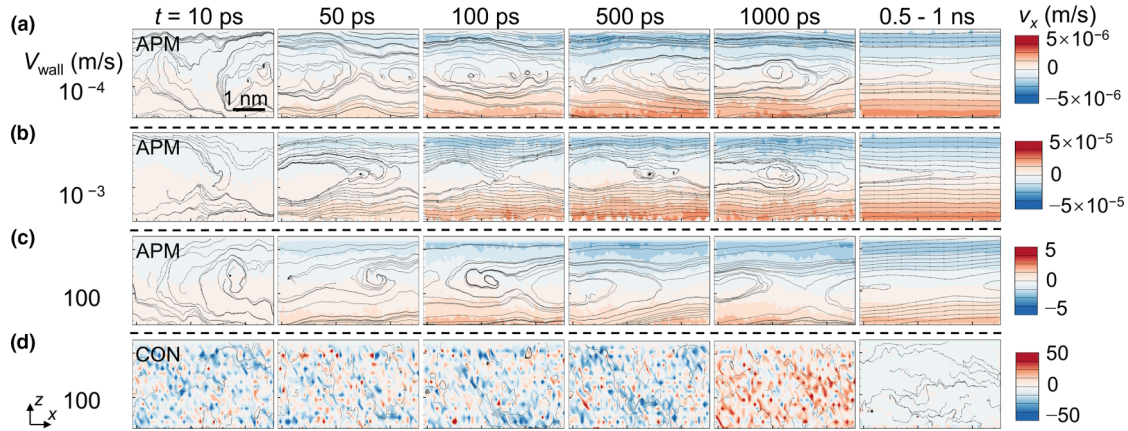 t = 10 ps 50 ps 100 ps 500 ps 1000 ps 0.5 - 1 ns vₓ (m/s)
(a) APM 5×10⁻⁶
V_wall (m/s) 0
10⁻⁴ 1 nm −5×10⁻⁶
(b) APM 5×10⁻⁵
10⁻³ 0
−5×10⁻⁵
(c) APM 5
100 0
−5
(d) CON 50
z 100 0
x −50